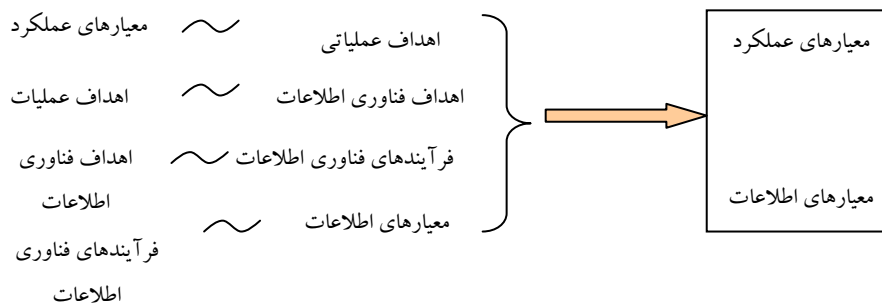 معیارهای عملکرد
اهداف عملیاتی
معیارهای عملکرد
اهداف فناوری اطلاعات
اهداف عملیات
فرآیندهای فناوری اطلاعات
اهداف فناوری
اطلاعات
معیارهای اطلاعات
معیارهای اطلاعات
فرآیندهای فناوری
اطلاعات